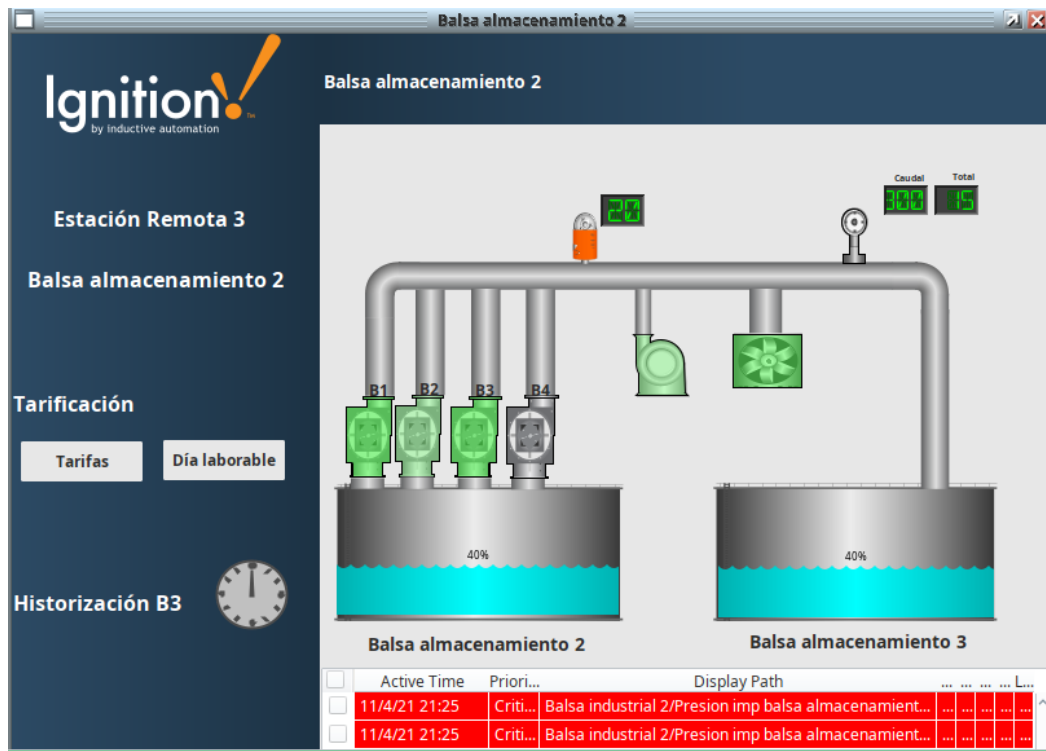 Balsa almacenamiento 2
Ignition!
by inductive automation
Balsa almacenamiento 2
Estación Remota 3
Balsa almacenamiento 2
Tarificación
Tarifas
Día laborable
Historización B3
20
Caudal
Total
300
15
B1
B2
B3
B4
40%
40%
Balsa almacenamiento 2
Balsa almacenamiento 3
Active Time Priori... Display Path ... ... ... ... L...
11/4/21 21:25 Criti... Balsa industrial 2/Presion imp balsa almacenamient... ... ... ... ... ...
11/4/21 21:25 Criti... Balsa industrial 2/Presion imp balsa almacenamient... ... ... ... ... ...